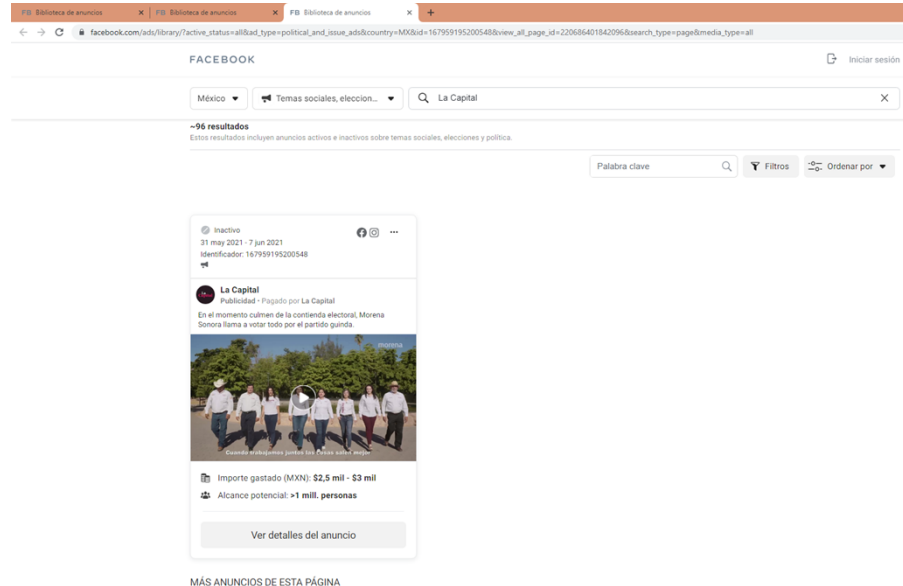 FB Biblioteca de anuncios
FB Biblioteca de anuncios
FB Biblioteca de anuncios
facebook.com/ads/library/?active_status=all&ad_type=political_and_issue_ads&country=MX&id=167959195200548&view_all_page_id=220686401842096&search_type=page&media_type=all
FACEBOOK
Iniciar sesión
México
Temas sociales, eleccion...
La Capital
~96 resultados
Estos resultados incluyen anuncios activos e inactivos sobre temas sociales, elecciones y política.
Palabra clave
Filtros
Ordenar por
Inactivo
31 may 2021 - 7 jun 2021
Identificador: 167959195200548
La Capital
Publicidad • Pagado por La Capital
En el momento culmen de la contienda electoral, Morena
Sonora llama a votar todo por el partido guinda.
morena
Cuando trabajamos juntas las cosas salen mejor
Importe gastado (MXN): $2,5 mil - $3 mil
Alcance potencial: >1 mill. personas
Ver detalles del anuncio
MÁS ANUNCIOS DE ESTA PÁGINA